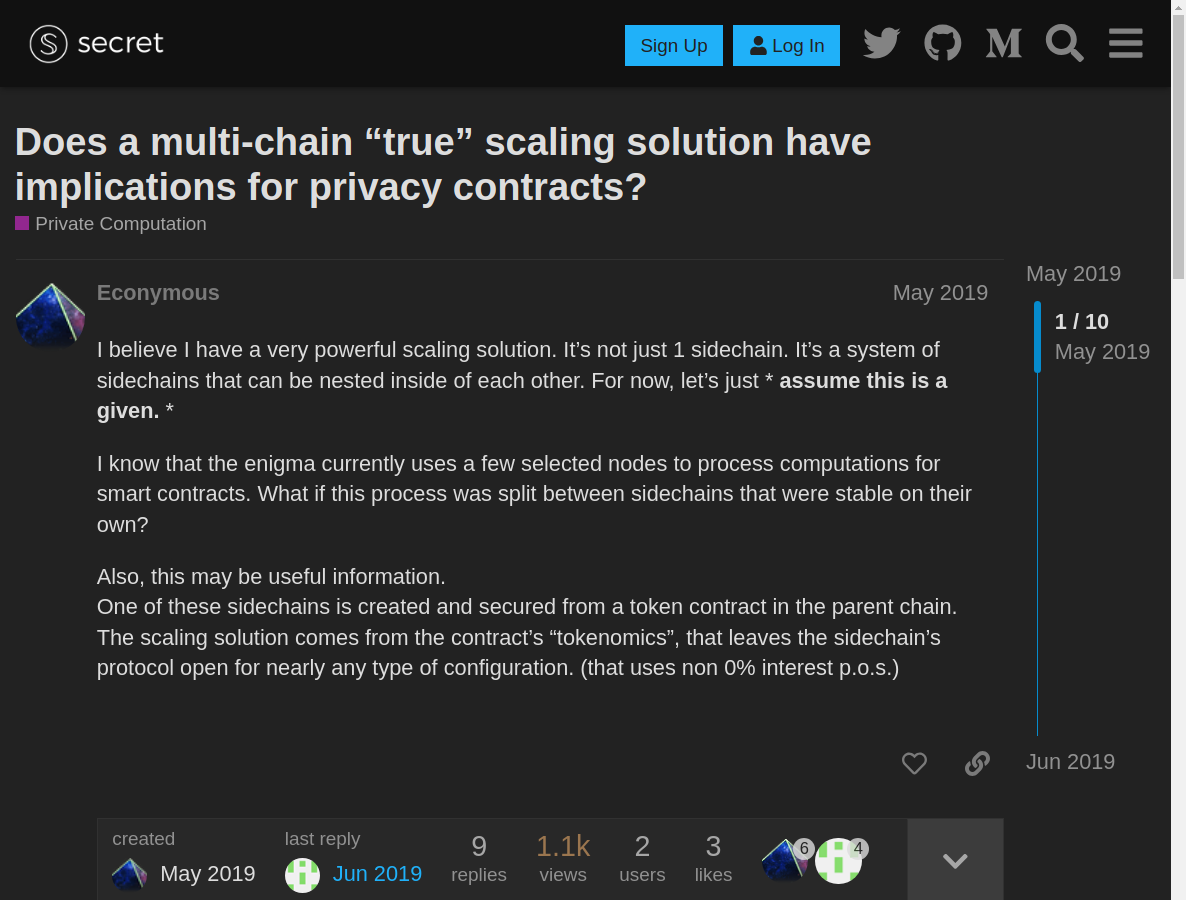 secret
Sign Up
Log In
Does a multi-chain “true” scaling solution have
implications for privacy contracts?
Private Computation
Econymous
May 2019
I believe I have a very powerful scaling solution. It’s not just 1 sidechain. It’s a system of
sidechains that can be nested inside of each other. For now, let’s just * assume this is a
given. *
I know that the enigma currently uses a few selected nodes to process computations for
smart contracts. What if this process was split between sidechains that were stable on their
own?
Also, this may be useful information.
One of these sidechains is created and secured from a token contract in the parent chain.
The scaling solution comes from the contract’s “tokenomics”, that leaves the sidechain’s
protocol open for nearly any type of configuration. (that uses non 0% interest p.o.s.)
May 2019
1 / 10
May 2019
Jun 2019
created
May 2019
last reply
Jun 2019
9
replies
1.1k
views
2
users
3
likes
6
4